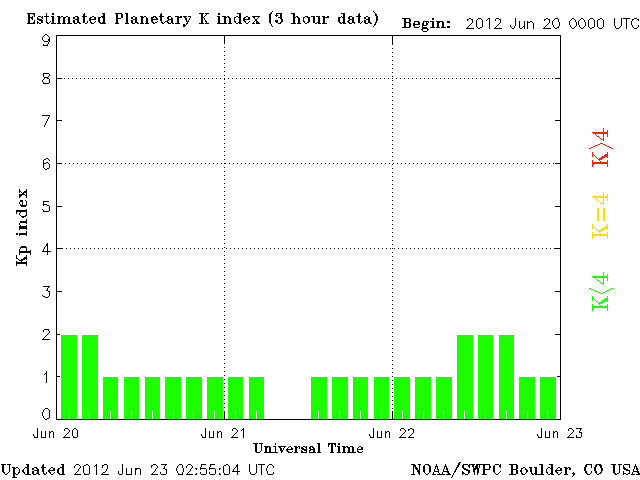 Estimated Planetary K index (3 hour data) Begin: 2012 Jun 20 0000 UTC
9
8
7
6
5
4
3
2
1
0
Kp index
K>4
K=4
K<4
Jun 20 Jun 21 Jun 22 Jun 23
Universal Time
Updated 2012 Jun 23 02:55:04 UTC NOAA/SWPC Boulder, CO USA